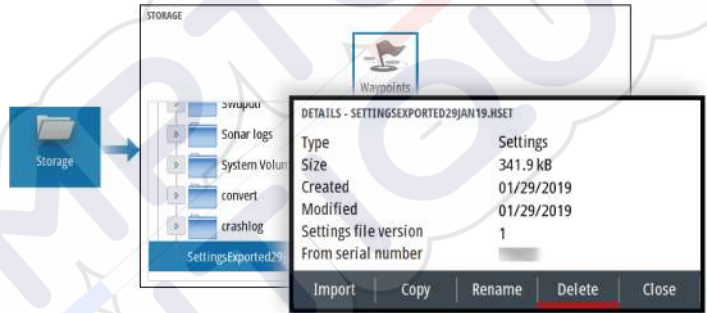 STORAGE
Waypoints
Storage
Sonar logs
System Volum
convert
crashlog
SettingsExported29j
DETAILS - SETTINGSEXPORTED29JAN19.HSET
Type Settings
Size 341.9 kB
Created 01/29/2019
Modified 01/29/2019
Settings file version 1
From serial number
Import Copy Rename Delete Close